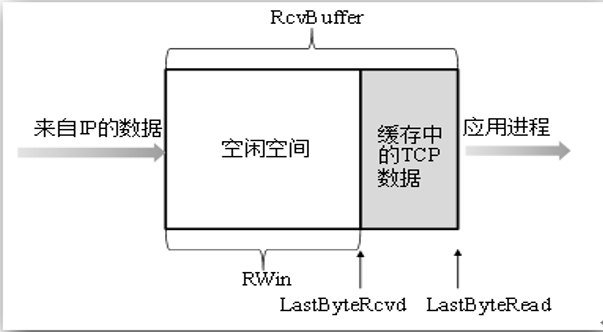 RcvBuffer
来自IP的数据
空闲空间
缓存中
的TCP
数据
应用进程
RWin
LastByteRcvd
LastByteRead